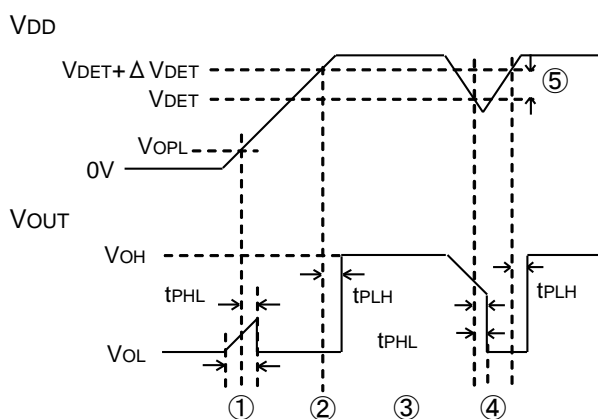 VDD
VDET+ΔVDET
VDET
⑤
VOPL
0V
VOUT
VOH
tPHL
tPLH
tPLH
tPHL
VOL
① ② ③ ④